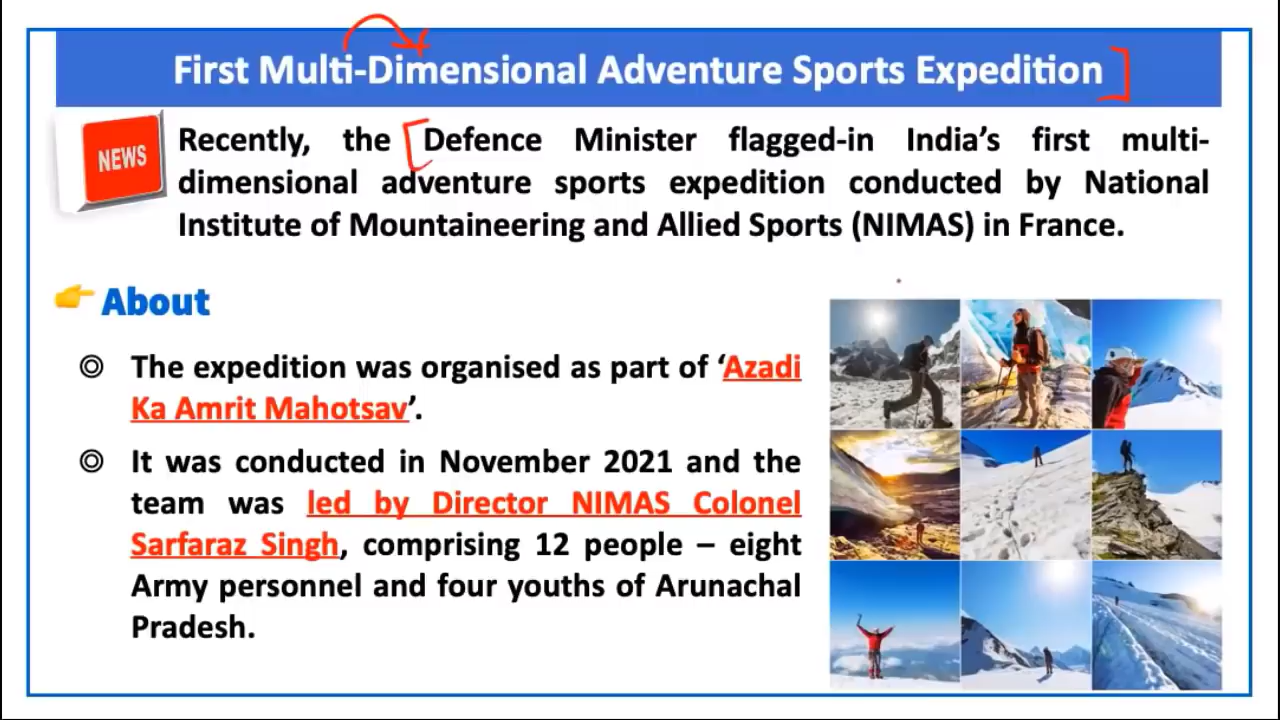 First Multi-Dimensional Adventure Sports Expedition
NEWS
Recently, the Defence Minister flagged-in India's first multi-
dimensional adventure sports expedition conducted by National
Institute of Mountaineering and Allied Sports (NIMAS) in France.
About
◎ The expedition was organised as part of ‘Azadi
Ka Amrit Mahotsav’.
◎ It was conducted in November 2021 and the
team was led by Director NIMAS Colonel
Sarfaraz Singh, comprising 12 people – eight
Army personnel and four youths of Arunachal
Pradesh.